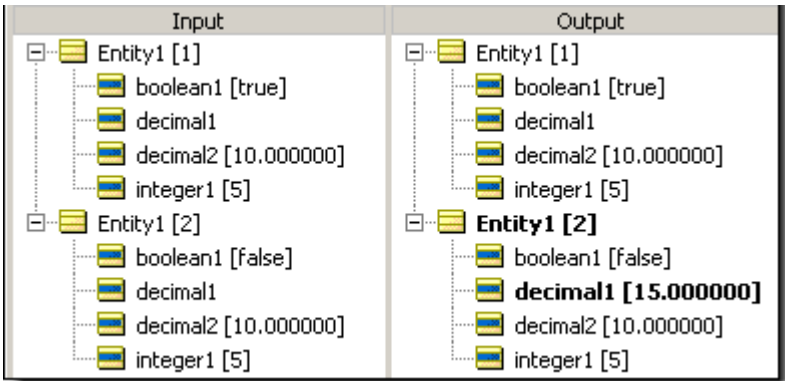 Input Output
Entity1 [1] Entity1 [1]
boolean1 [true] boolean1 [true]
decimal1 decimal1
decimal2 [10.000000] decimal2 [10.000000]
integer1 [5] integer1 [5]
Entity1 [2] Entity1 [2]
boolean1 [false] boolean1 [false]
decimal1 decimal1 [15.000000]
decimal2 [10.000000] decimal2 [10.000000]
integer1 [5] integer1 [5]